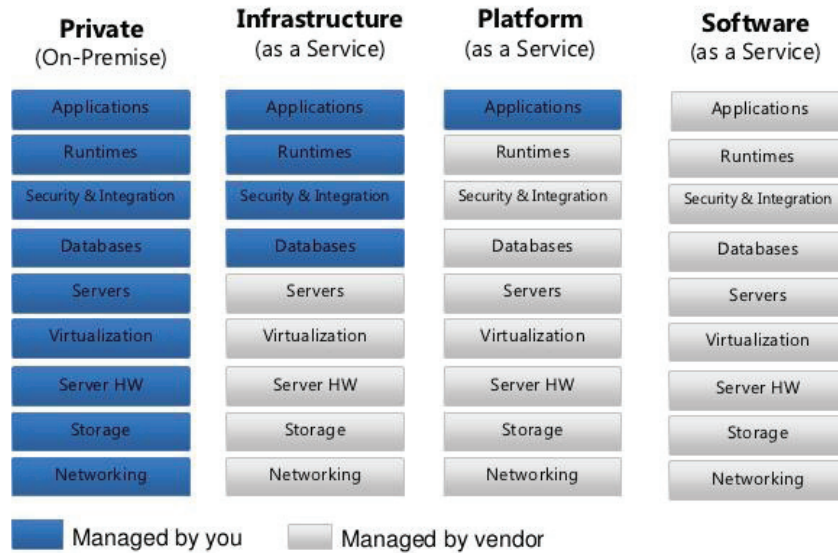 Private
(On-Premise)
Applications
Runtimes
Security & Integration
Databases
Servers
Virtualization
Server HW
Storage
Networking
Infrastructure
(as a Service)
Applications
Runtimes
Security & Integration
Databases
Servers
Virtualization
Server HW
Storage
Networking
Platform
(as a Service)
Applications
Runtimes
Security & Integration
Databases
Servers
Virtualization
Server HW
Storage
Networking
Software
(as a Service)
Applications
Runtimes
Security & Integration
Databases
Servers
Virtualization
Server HW
Storage
Networking
Managed by you
Managed by vendor